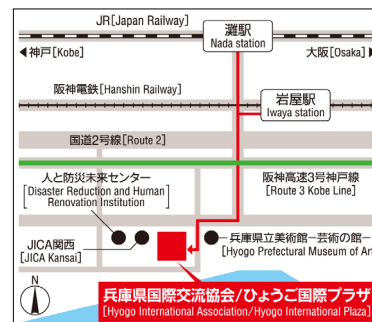 JR[Japan Railway]
灘駅
Nada station
◀神戸[Kobe]
大阪[Osaka]▶
阪神電鉄[Hanshin Railway]
岩屋駅
Iwaya station
国道2号線[Route 2]
人と防災未来センター
[Disaster Reduction and Human
Renovation Institution]
阪神高速3号神戸線
[Route 3 Kobe Line]
JICA関西
[JICA Kansai]
兵庫県立美術館−芸術の館−
[Hyogo Prefectural Museum of Art
N
兵庫県国際交流協会/ひょうご国際プラザ
[Hyogo International Association/Hyogo International Plaza]